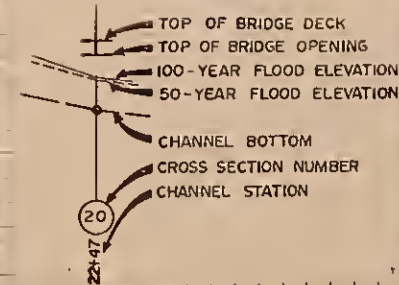 TOP OF BRIDGE DECK
TOP OF BRIDGE OPENING
100-YEAR FLOOD ELEVATION
50-YEAR FLOOD ELEVATION
CHANNEL BOTTOM
CROSS SECTION NUMBER
CHANNEL STATION
20
22+47